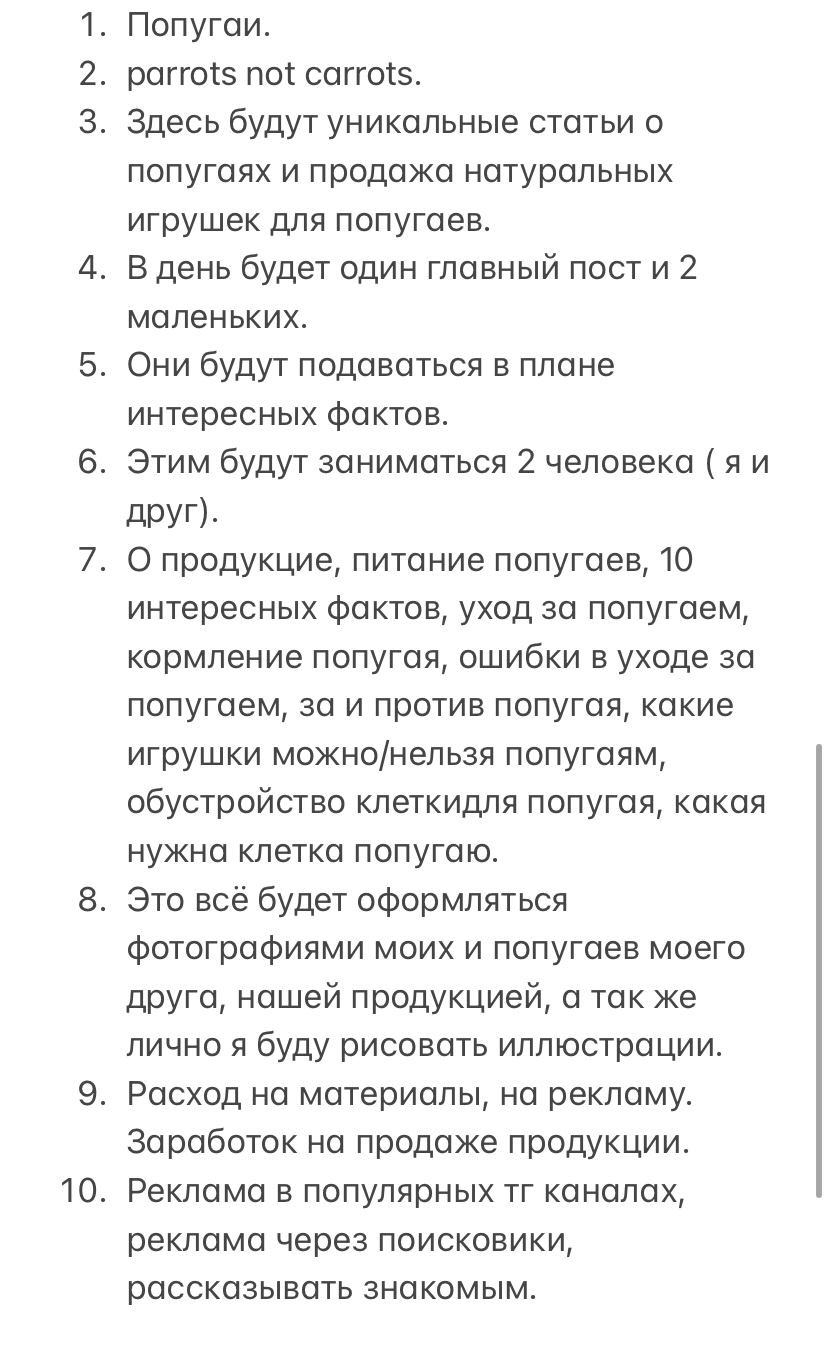 1. Попугаи.
2. parrots not carrots.
3. Здесь будут уникальные статьи о
попугаях и продажа натуральных
игрушек для попугаев.
4. В день будет один главный пост и 2
маленьких.
5. Они будут подаваться в плане
интересных фактов.
6. Этим будут заниматься 2 человека ( я и
друг).
7. О продукцие, питание попугаев, 10
интересных фактов, уход за попугаем,
кормление попугая, ошибки в уходе за
попугаем, за и против попугая, какие
игрушки можно/нельзя попугаям,
обустройство клеткидля попугая, какая
нужна клетка попугаю.
8. Это всё будет оформляться
фотографиями моих и попугаев моего
друга, нашей продукцией, а так же
лично я буду рисовать иллюстрации.
9. Расход на материалы, на рекламу.
Заработок на продаже продукции.
10. Реклама в популярных тг каналах,
реклама через поисковики,
рассказывать знакомым.